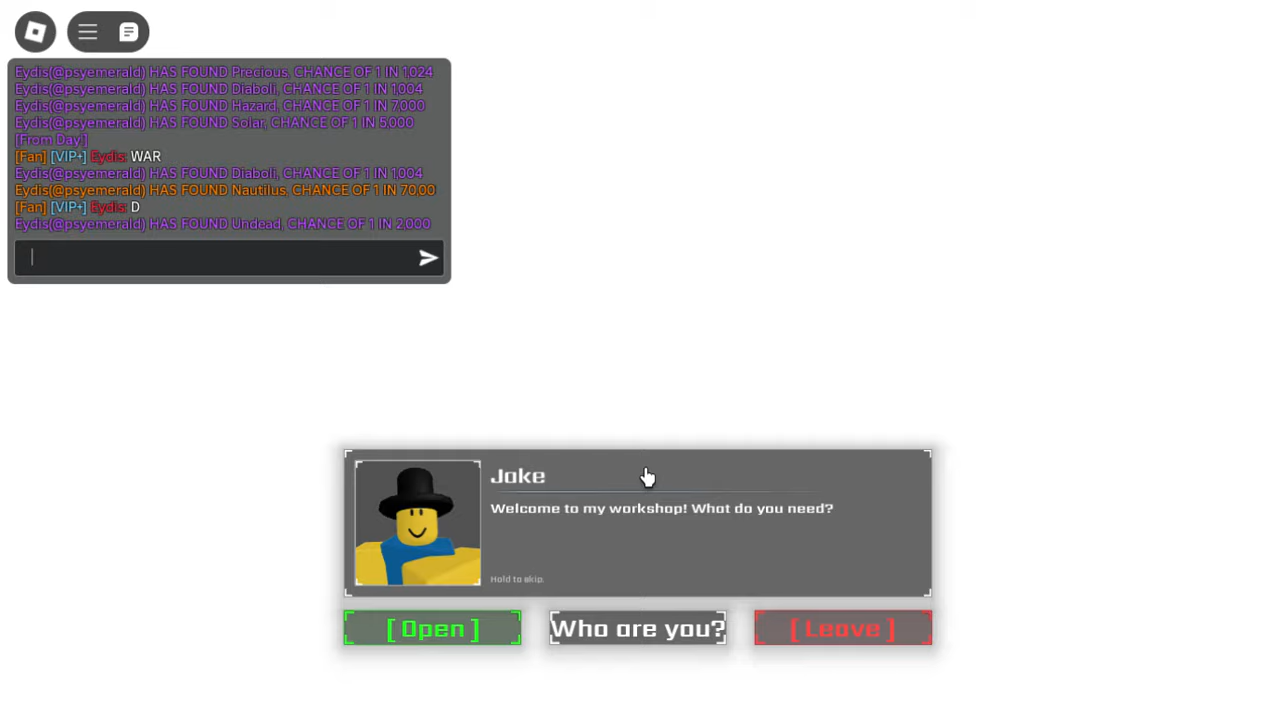 Eydis(@psyemerald) HAS FOUND Precious, CHANCE OF 1 IN 1,024
Eydis(@psyemerald) HAS FOUND Diaboli, CHANCE OF 1 IN 1,004
Eydis(@psyemerald) HAS FOUND Hazard, CHANCE OF 1 IN 7,000
Eydis(@psyemerald) HAS FOUND Solar, CHANCE OF 1 IN 5,000
[From Day!]
[Fan] [VIP+] Eydis: WAR
Eydis(@psyemerald) HAS FOUND Diaboli, CHANCE OF 1 IN 1,004
Eydis(@psyemerald) HAS FOUND Nautilus, CHANCE OF 1 IN 70,00
[Fan] [VIP+] Eydis: D
Eydis(@psyemerald) HAS FOUND Undead, CHANCE OF 1 IN 2,000
Jake
Welcome to my workshop! What do you need?
Hold to skip.
[ Open ]
Who are you?
[ Leave ]